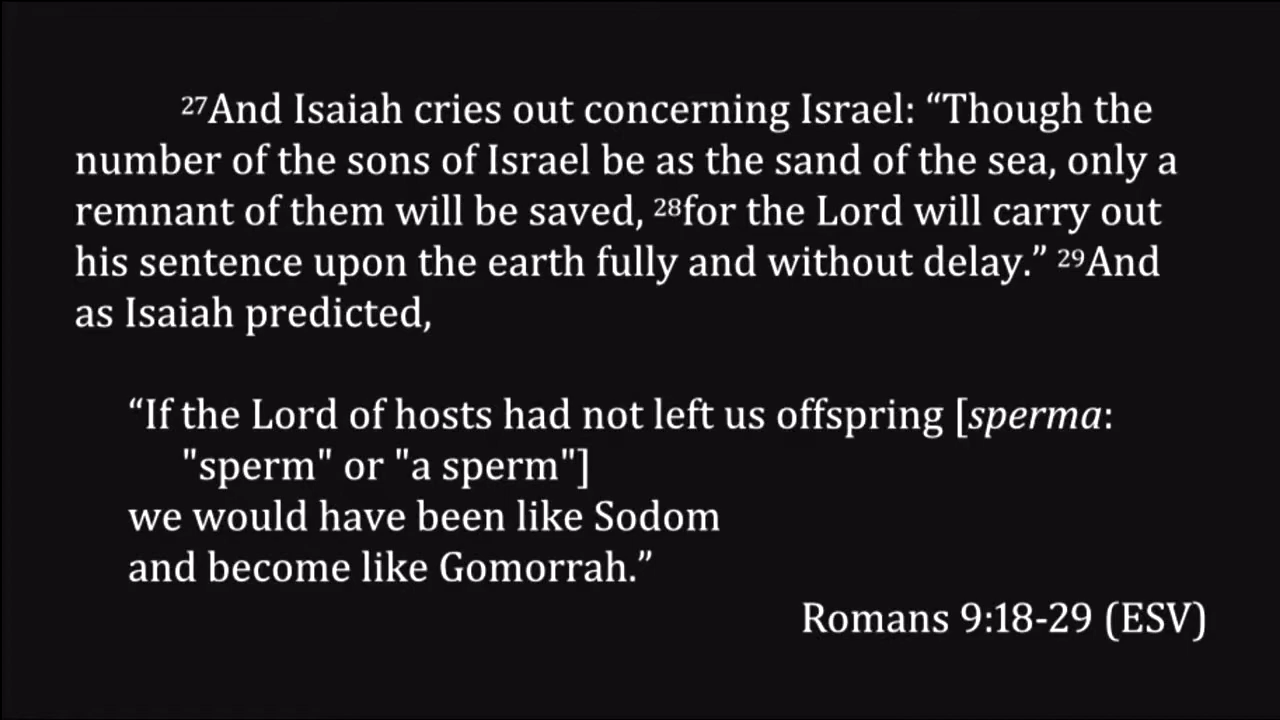 27And Isaiah cries out concerning Israel: “Though the
number of the sons of Israel be as the sand of the sea, only a
remnant of them will be saved, 28for the Lord will carry out
his sentence upon the earth fully and without delay.” 29And
as Isaiah predicted,
“If the Lord of hosts had not left us offspring [sperma:
"sperm" or "a sperm"]
we would have been like Sodom
and become like Gomorrah.”
Romans 9:18-29 (ESV)